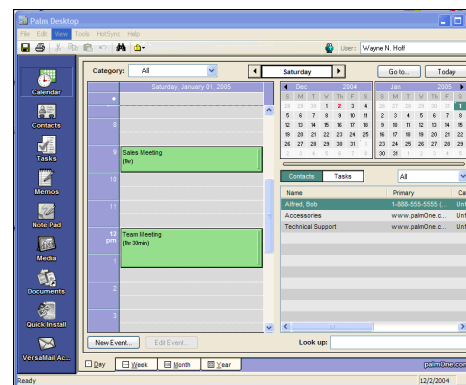 Palm Desktop
File Edit View Tools HotSync Help
User: Wayne N. Hoff
Category: All
Saturday
Go to... Today
Calendar
Contacts
Tasks
Memos
Note Pad
Media
Documents
Quick Install
VersaMail Ac...
Saturday, January 01, 2005
8
9 Sales Meeting
(1hr)
10
11
12 pm Team Meeting
(1hr 30min)
1
2
3
New Event... Edit Event...
Dec 2004
S M T W T F S
28 29 30 1 2 3 4
5 6 7 8 9 10 11
12 13 14 15 16 17 18
19 20 21 22 23 24 25
26 27 28 29 30 31 1
2 3 4 5 6 7 8
Jan 2005
S M T W T F S
26 27 28 29 30 31 1
2 3 4 5 6 7 8
9 10 11 12 13 14 15
16 17 18 19 20 21 22
23 24 25 26 27 28 29
30 31 1 2 3 4 5
Contacts Tasks All
Name Primary Ca
Alfred, Bob 1-888-555-5555 (... Unf
Accessories www.palmOne.c... Unf
Technical Support www.palmOne.c... Unf
Look up:
Day Week Month Year
palmOne.com
Ready 12/2/2004